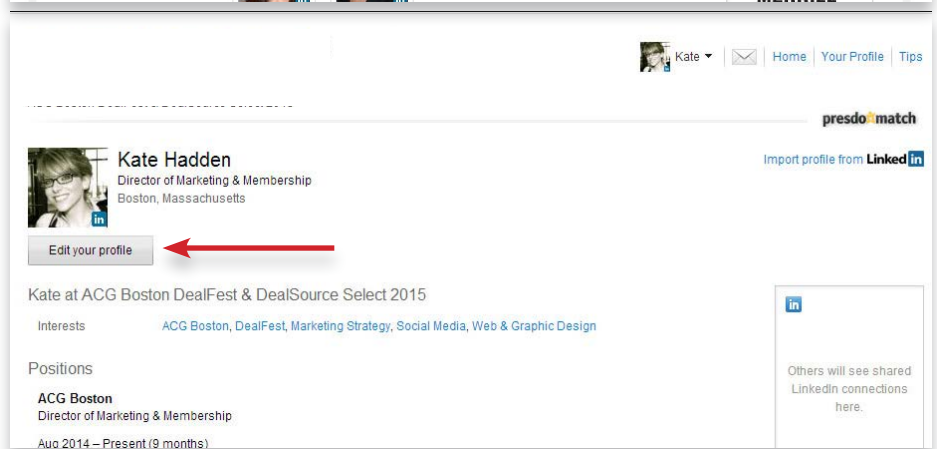 Kate
Home
Your Profile
Tips
presdo match
Kate Hadden
Director of Marketing & Membership
Boston, Massachusetts
in
Import profile from Linked in
Edit your profile
Kate at ACG Boston DealFest & DealSource Select 2015
Interests ACG Boston, DealFest, Marketing Strategy, Social Media, Web & Graphic Design
Positions
ACG Boston
Director of Marketing & Membership
Aug 2014 – Present (9 months)
in
Others will see shared
LinkedIn connections
here.